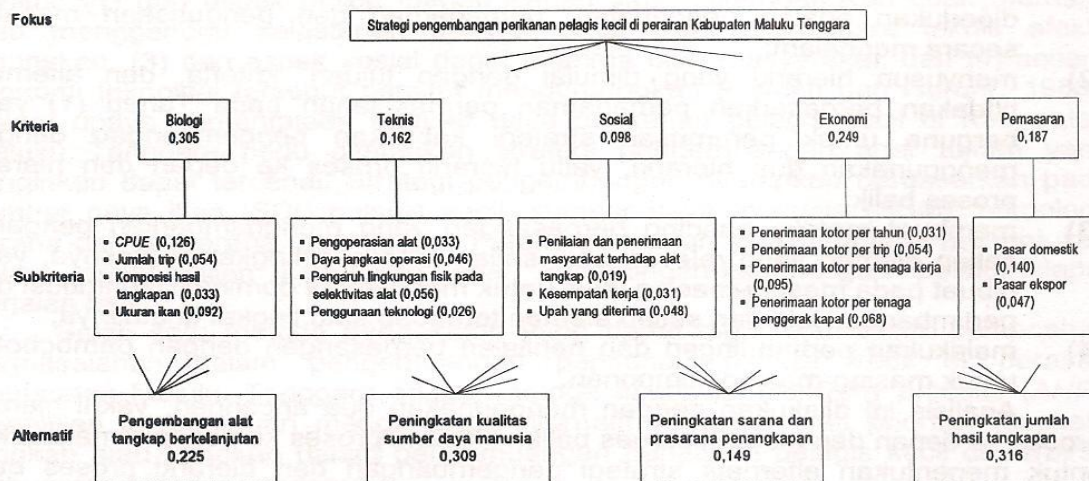 Fokus
Strategi pengembangan perikanan pelagis kecil di perairan Kabupaten Maluku Tenggara
Kriteria
Biologi
0,305
Teknis
0,162
Sosial
0,098
Ekonomi
0,249
Pemasaran
0,187
Subkriteria
▪ CPUE (0,126)
▪ Jumlah trip (0,054)
▪ Komposisi hasil
tangkapan (0,033)
▪ Ukuran ikan (0,092)
▪ Pengoperasian alat (0,033)
▪ Daya jangkau operasi (0,046)
▪ Pengaruh lingkungan fisik pada
selektivitas alat (0,056)
▪ Penggunaan teknologi (0,026)
▪ Penilaian dan penerimaan
masyarakat terhadap alat
tangkap (0,019)
▪ Kesempatan kerja (0,031)
▪ Upah yang diterima (0,048)
▪ Penerimaan kotor per tahun (0,031)
▪ Penerimaan kotor per trip (0,054)
▪ Penerimaan kotor per tenaga kerja
(0,095)
▪ Penerimaan kotor per tenaga
penggerak kapal (0,068)
▪ Pasar domestik
(0,140)
▪ Pasar ekspor
(0,047)
Alternatif
Pengembangan alat
tangkap berkelanjutan
0,225
Peningkatan kualitas
sumber daya manusia
0,309
Peningkatan sarana dan
prasarana penangkapan
0,149
Peningkatan jumlah
hasil tangkapan
0,316